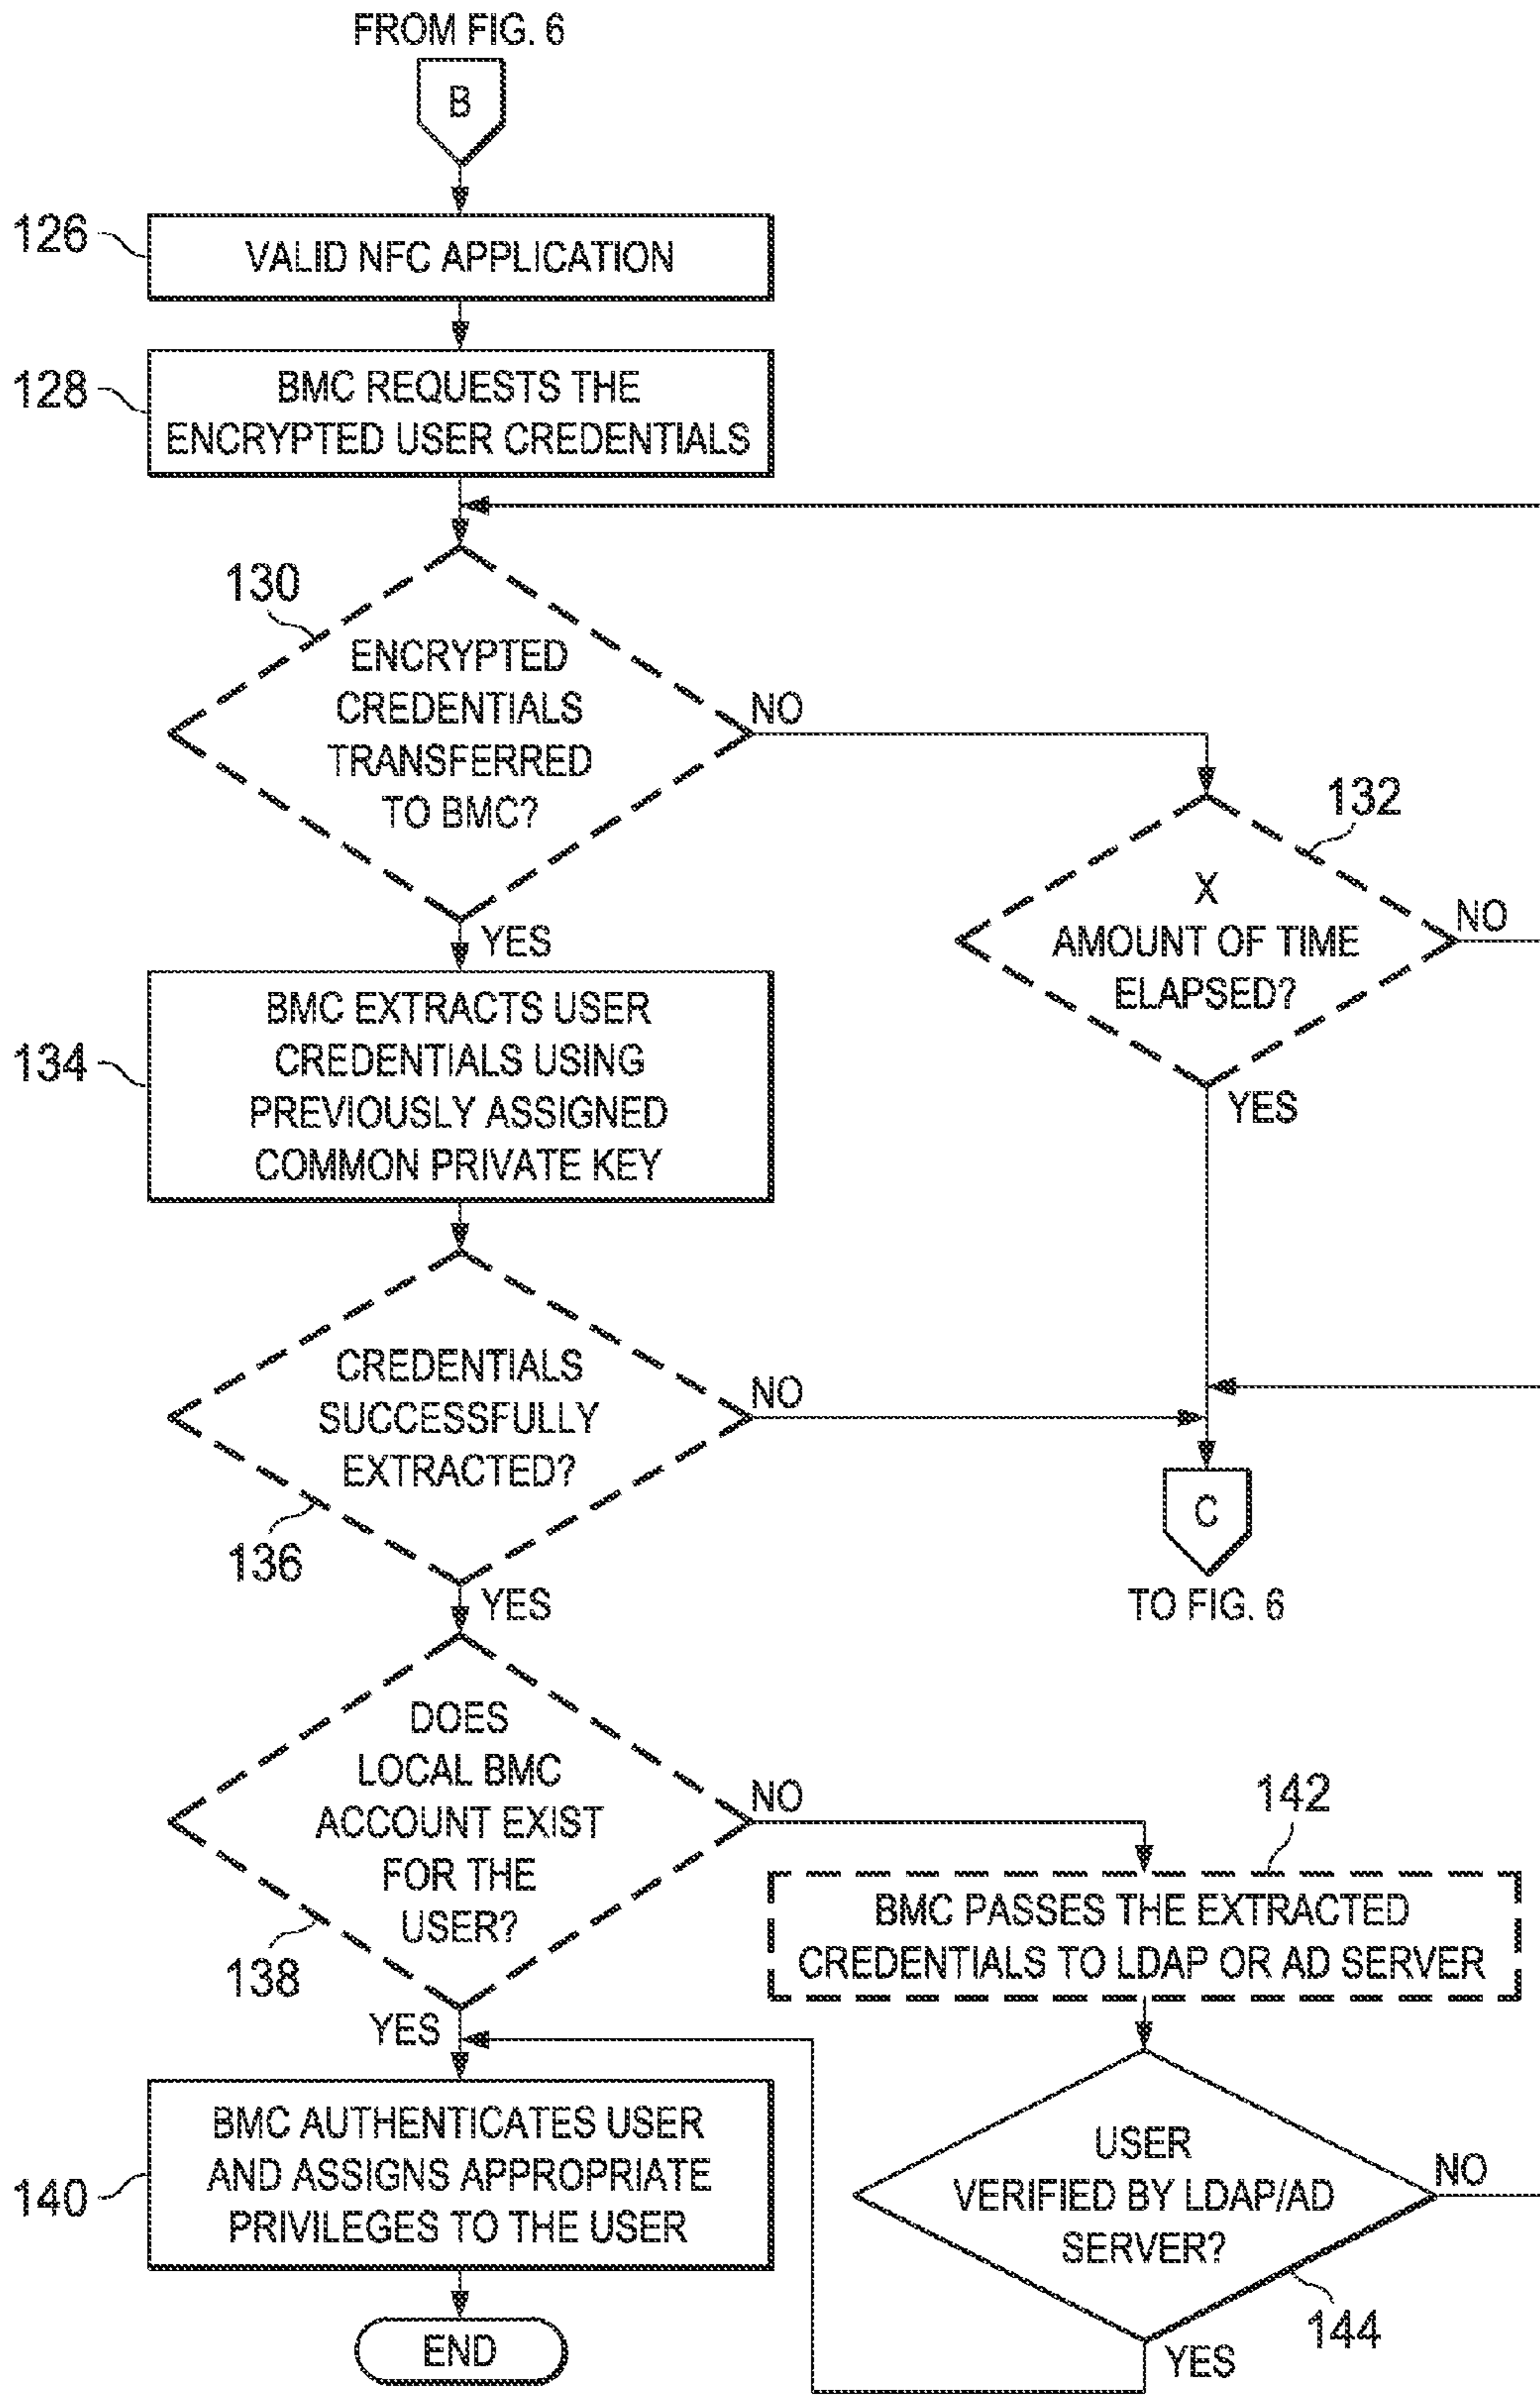 FROM FIG. 6
B
126
VALID NFC APPLICATION
128
BMC REQUESTS THE
ENCRYPTED USER CREDENTIALS
130
ENCRYPTED
CREDENTIALS
TRANSFERRED
TO BMC?
NO
YES
132
X
AMOUNT OF TIME
ELAPSED?
NO
YES
134
BMC EXTRACTS USER
CREDENTIALS USING
PREVIOUSLY ASSIGNED
COMMON PRIVATE KEY
136
CREDENTIALS
SUCCESSFULLY
EXTRACTED?
NO
YES
C
TO FIG. 6
138
DOES
LOCAL BMC
ACCOUNT EXIST
FOR THE
USER?
NO
YES
142
BMC PASSES THE EXTRACTED
CREDENTIALS TO LDAP OR AD SERVER
140
BMC AUTHENTICATES USER
AND ASSIGNS APPROPRIATE
PRIVILEGES TO THE USER
USER
VERIFIED BY LDAP/AD
SERVER?
NO
144
YES
END